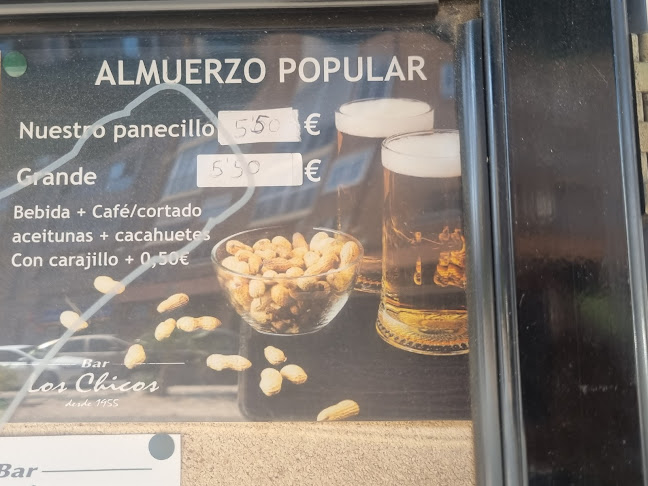 ALMUERZO POPULAR
Nuestro panecillo 5'50 €
Grande 5'90 €
Bebida + Café/cortado
aceitunas + cacahuetes
Con carajillo + 0,50€
Bar
Los Chicos
desde 1955
Bar